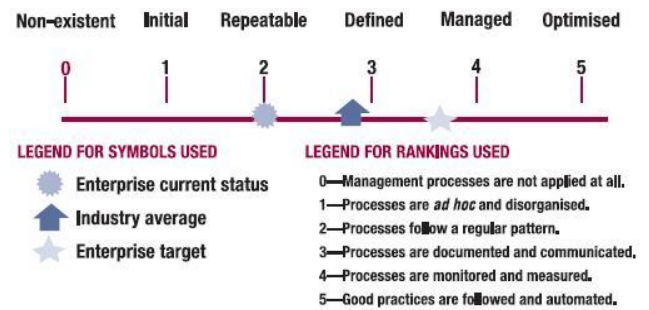 Non-existent Initial Repeatable Defined Managed Optimised
0 1 2 3 4 5
LEGEND FOR SYMBOLS USED
Enterprise current status
Industry average
Enterprise target
LEGEND FOR RANKINGS USED
0—Management processes are not applied at all.
1—Processes are ad hoc and disorganised.
2—Processes follow a regular pattern.
3—Processes are documented and communicated.
4—Processes are monitored and measured.
5—Good practices are followed and automated.